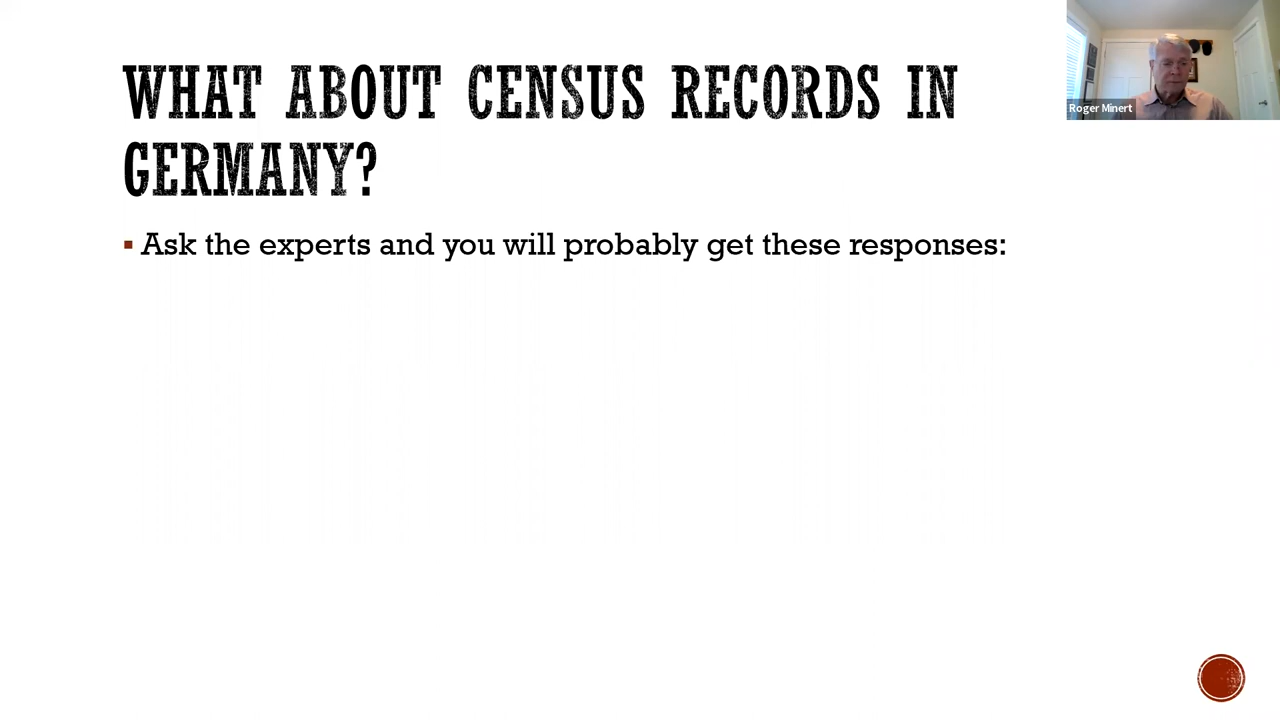 WHAT ABOUT CENSUS RECORDS IN
GERMANY?
▪ Ask the experts and you will probably get these responses:
Roger Minert